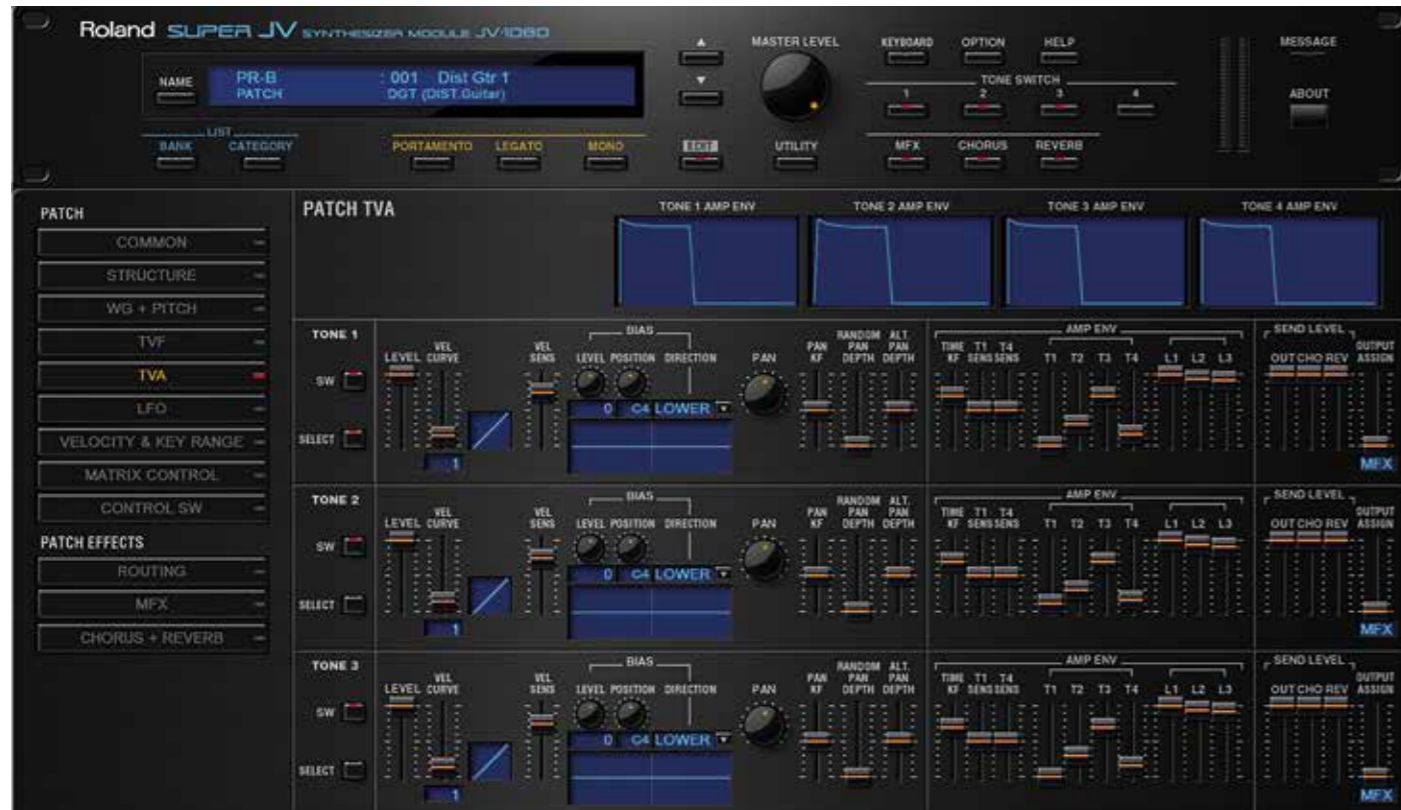 Roland SUPER JV SYNTHESIZER MODULE JV-1080
NAME
PR-B : 001 Dist Gtr 1
PATCH DGT (DIST.Guitar)
LIST
BANK CATEGORY
PORTAMENTO LEGATO MONO
EDIT
MASTER LEVEL
UTILITY
KEYBOARD OPTION HELP
TONE SWITCH
1 2 3 4
MFX CHORUS REVERB
MESSAGE
ABOUT
PATCH
COMMON
STRUCTURE
WG + PITCH
TVF
TVA
LFO
VELOCITY & KEY RANGE
MATRIX CONTROL
CONTROL SW
PATCH EFFECTS
ROUTING
MFX
CHORUS + REVERB
PATCH TVA
TONE 1 AMP ENV TONE 2 AMP ENV TONE 3 AMP ENV TONE 4 AMP ENV
TONE 1
SW
SELECT
LEVEL VEL CURVE VEL SENS
1
BIAS
LEVEL POSITION DIRECTION
0 C4 LOWER
PAN
PAN KF RANDOM PAN DEPTH ALT. PAN DEPTH
AMP ENV
TIME KF T1 SENS T4 SENS T1 T2 T3 T4 L1 L2 L3
SEND LEVEL
OUT CHO REV OUTPUT ASSIGN
MFX
TONE 2
SW
SELECT
LEVEL VEL CURVE VEL SENS
1
BIAS
LEVEL POSITION DIRECTION
0 C4 LOWER
PAN
PAN KF RANDOM PAN DEPTH ALT. PAN DEPTH
AMP ENV
TIME KF T1 SENS T4 SENS T1 T2 T3 T4 L1 L2 L3
SEND LEVEL
OUT CHO REV OUTPUT ASSIGN
MFX
TONE 3
SW
SELECT
LEVEL VEL CURVE VEL SENS
1
BIAS
LEVEL POSITION DIRECTION
0 C4 LOWER
PAN
PAN KF RANDOM PAN DEPTH ALT. PAN DEPTH
AMP ENV
TIME KF T1 SENS T4 SENS T1 T2 T3 T4 L1 L2 L3
SEND LEVEL
OUT CHO REV OUTPUT ASSIGN
MFX